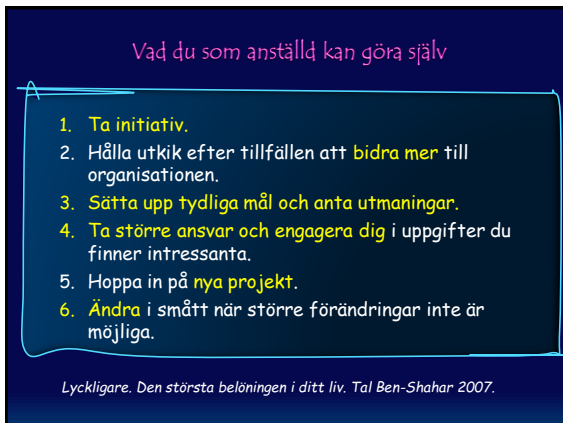 Vad du som anställd kan göra själv
1. Ta initiativ.
2. Hålla utkik efter tillfällen att bidra mer till
organisationen.
3. Sätta upp tydliga mål och anta utmaningar.
4. Ta större ansvar och engagera dig i uppgifter du
finner intressanta.
5. Hoppa in på nya projekt.
6. Ändra i smått när större förändringar inte är
möjliga.
Lyckligare. Den största belöningen i ditt liv. Tal Ben-Shahar 2007.